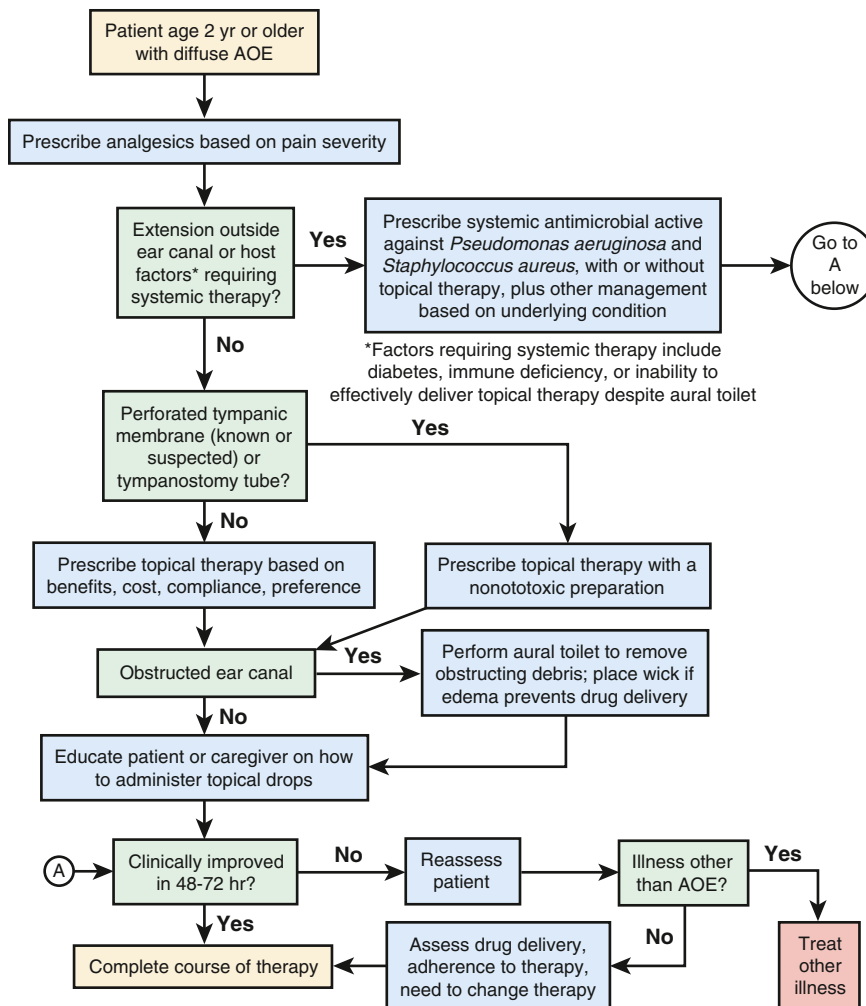 Patient age 2 yr or older
with diffuse AOE
Prescribe analgesics based on pain severity
Extension outside
ear canal or host
factors* requiring
systemic therapy?
Yes
Prescribe systemic antimicrobial active
against Pseudomonas aeruginosa and
Staphylococcus aureus, with or without
topical therapy, plus other management
based on underlying condition
Go to
A
below
No
*Factors requiring systemic therapy include
diabetes, immune deficiency, or inability to
effectively deliver topical therapy despite aural toilet
Perforated tympanic
membrane (known or
suspected) or
tympanostomy tube?
Yes
No
Prescribe topical therapy based on
benefits, cost, compliance, preference
Prescribe topical therapy with a
nonototoxic preparation
Obstructed ear canal
Yes
Perform aural toilet to remove
obstructing debris; place wick if
edema prevents drug delivery
No
Educate patient or caregiver on how
to administer topical drops
A
Clinically improved
in 48-72 hr?
No
Reassess
patient
Illness other
than AOE?
Yes
Yes
No
Complete course of therapy
Assess drug delivery,
adherence to therapy,
need to change therapy
Treat
other
illness